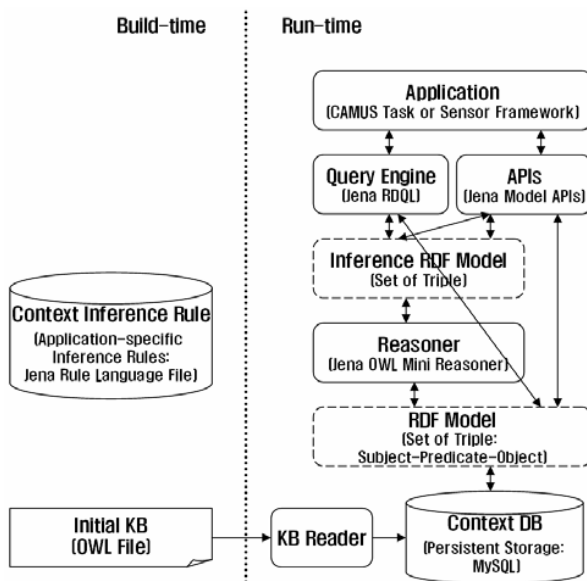 Build-time
Run-time
Application
(CAMUS Task or Sensor Framework)
Query Engine
(Jena RDQL)
APIs
(Jena Model APIs)
Inference RDF Model
(Set of Triple)
Context Inference Rule
(Application-specific
Inference Rules:
Jena Rule Language File)
Reasoner
(Jena OWL Mini Reasoner)
RDF Model
(Set of Triple:
Subject-Predicate-Object)
Initial KB
(OWL File)
KB Reader
Context DB
(Persistent Storage:
MySQL)